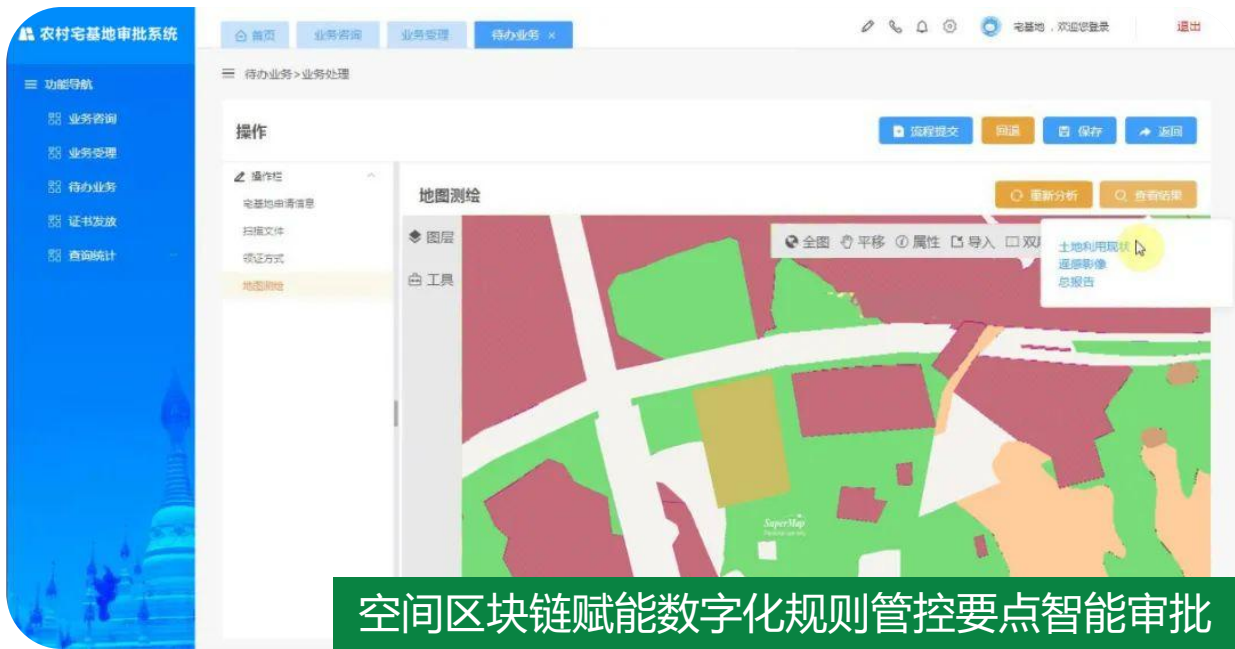 农村宅基地审批系统
首页 业务咨询 业务受理 待办业务 ×
宅基地，欢迎您登录 退出
功能导航
业务咨询
业务受理
待办业务
证书发放
查询统计
待办业务>业务处理
操作
流程提交 回退 保存 返回
操作栏
宅基地申请信息
扫描文件
领证方式
地图测绘
地图测绘
重新分析 查看结果
图层
工具
全图 平移 属性 导入 双
土地利用现状
遥感影像
总报告
SuperMap
空间区块链赋能数字化规则管控要点智能审批